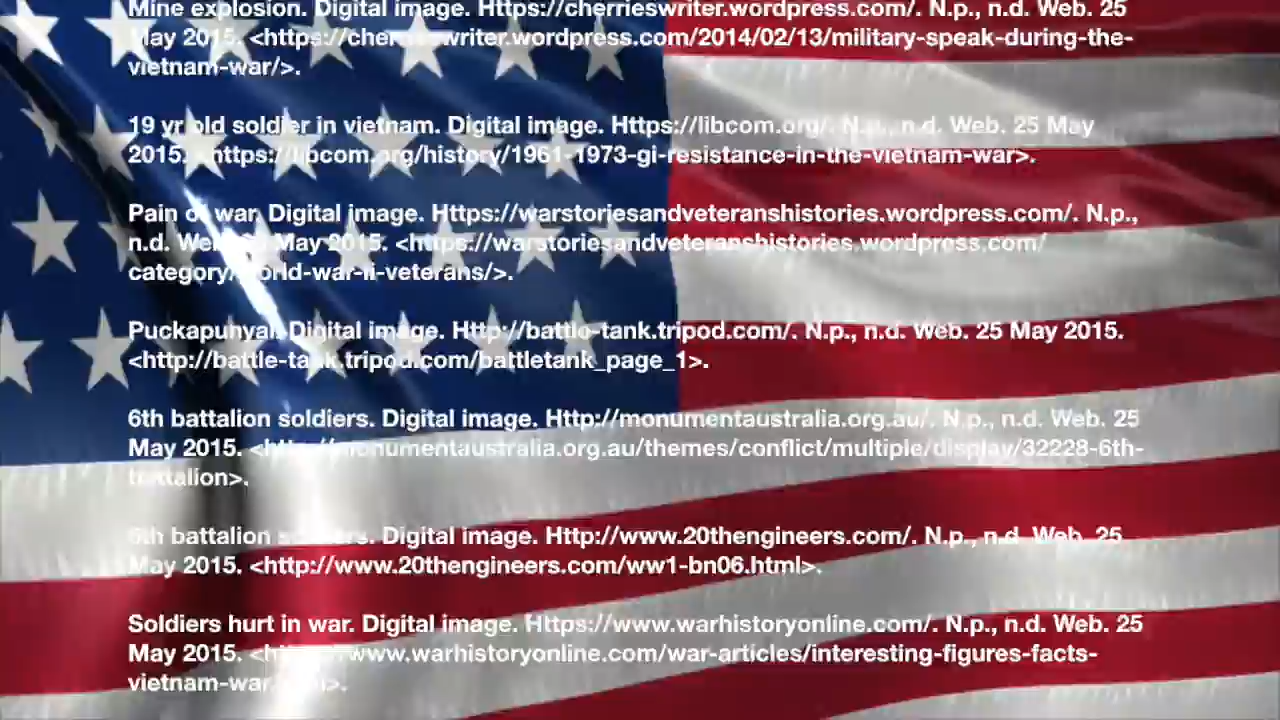 Mine explosion. Digital image. Https://cherrieswriter.wordpress.com/. N.p., n.d. Web. 25
May 2015. <https://cherrieswriter.wordpress.com/2014/02/13/military-speak-during-the-
vietnam-war/>.
19 yr old soldier in vietnam. Digital image. Https://libcom.org/. N.p., n.d. Web. 25 May
2015. <https://libcom.org/history/1961-1973-gi-resistance-in-the-vietnam-war>.
Pain of war. Digital image. Https://warstoriesandveteranshistories.wordpress.com/. N.p.,
n.d. Web. 25 May 2015. <https://warstoriesandveteranshistories.wordpress.com/
category/world-war-ii-veterans/>.
Puckapunyal. Digital image. Http://battle-tank.tripod.com/. N.p., n.d. Web. 25 May 2015.
<http://battle-tank.tripod.com/battletank_page_1>.
6th battalion soldiers. Digital image. Http://monumentaustralia.org.au/. N.p., n.d. Web. 25
May 2015. <http://monumentaustralia.org.au/themes/conflict/multiple/display/32228-6th-
battalion>.
6th battalion soldiers. Digital image. Http://www.20thengineers.com/. N.p., n.d. Web. 25
May 2015. <http://www.20thengineers.com/ww1-bn06.html>.
Soldiers hurt in war. Digital image. Https://www.warhistoryonline.com/. N.p., n.d. Web. 25
May 2015. <https://www.warhistoryonline.com/war-articles/interesting-figures-facts-
vietnam-war.html>.